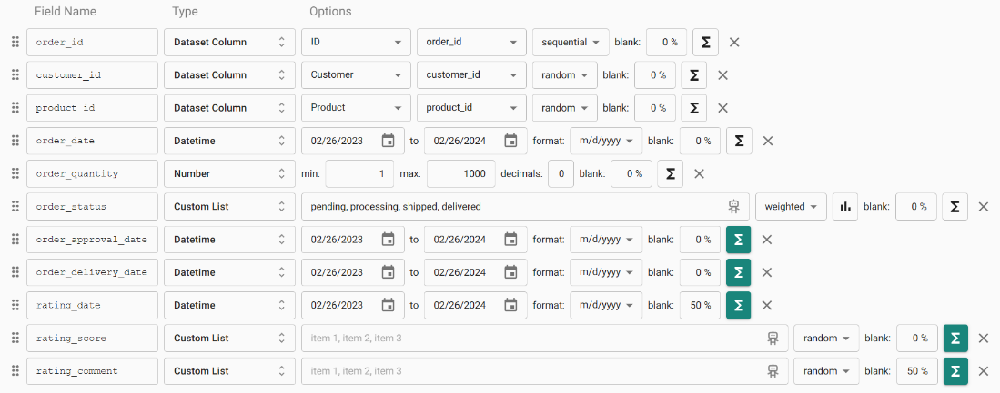 Field Name Type Options
order_id Dataset Column ID order_id sequential blank: 0 % Σ
customer_id Dataset Column Customer customer_id random blank: 0 % Σ
product_id Dataset Column Product product_id random blank: 0 % Σ
order_date Datetime 02/26/2023 to 02/26/2024 format: m/d/yyyy blank: 0 % Σ
order_quantity Number min: 1 max: 1000 decimals: 0 blank: 0 % Σ
order_status Custom List pending, processing, shipped, delivered weighted blank: 0 % Σ
order_approval_date Datetime 02/26/2023 to 02/26/2024 format: m/d/yyyy blank: 0 % Σ
order_delivery_date Datetime 02/26/2023 to 02/26/2024 format: m/d/yyyy blank: 0 % Σ
rating_date Datetime 02/26/2023 to 02/26/2024 format: m/d/yyyy blank: 50 % Σ
rating_score Custom List item 1, item 2, item 3 random blank: 0 % Σ
rating_comment Custom List item 1, item 2, item 3 random blank: 50 % Σ